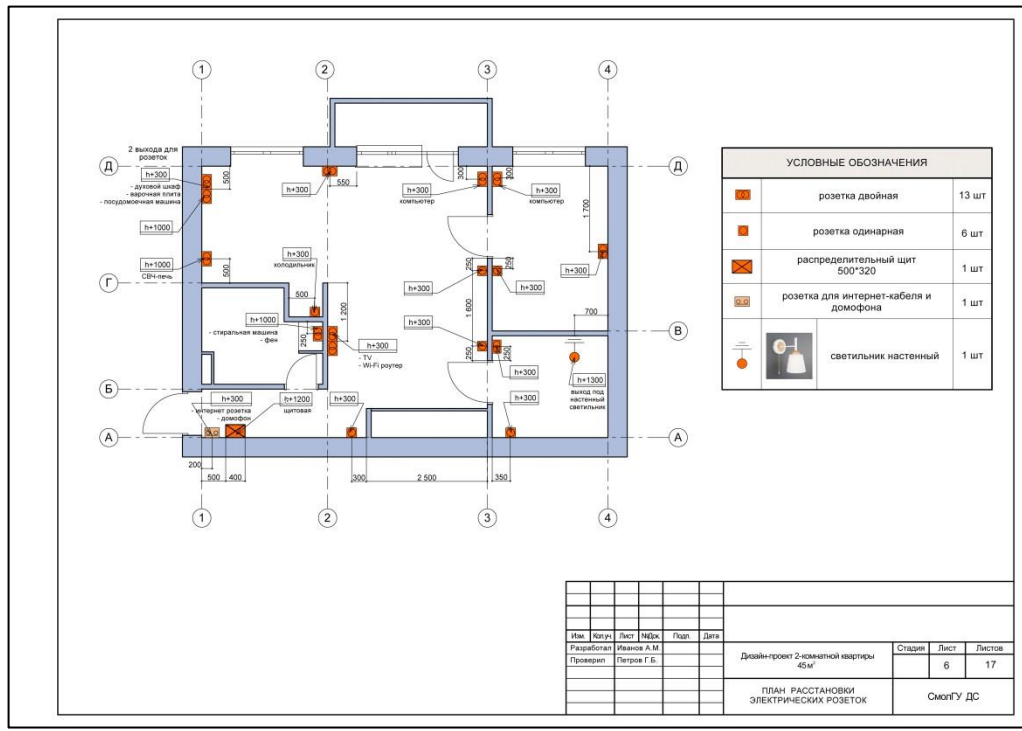 1
2
3
4
Д
Д
2 выхода для
розеток
h+300
- духовой шкаф
- варочная плита
- посудомоечная машина
500
h+1000
h+300
550
300
h+300
компьютер
300
h+300
компьютер
1 700
h+1000
СВЧ-печь
500
h+300
холодильник
500
h+300
250
250
h+300
h+300
Г
1 200
1 600
h+1000
- стиральная машина
- фен
250
h+300
- TV
- Wi-Fi роутер
h+300
250
250
h+300
700
В
h+1300
выход под
настенный
светильник
Б
h+300
- интернет розетка
- домофон
h+1200
щитовая
h+300
h+300
А
А
200
500
400
300
2 500
350
1
2
3
4
УСЛОВНЫЕ ОБОЗНАЧЕНИЯ
розетка двойная
13 шт
розетка одинарная
6 шт
распределительный щит
500*320
1 шт
розетка для интернет-кабеля и
домофона
1 шт
светильник настенный
1 шт
Изм. Кол.уч Лист №Док. Подп. Дата
Разработал Иванов А.М.
Проверил Петров Г.Б.
Дизайн-проект 2-комнатной квартиры
45м²
Стадия Лист Листов
6 17
ПЛАН РАССТАНОВКИ
ЭЛЕКТРИЧЕСКИХ РОЗЕТОК
СмолГУ ДС